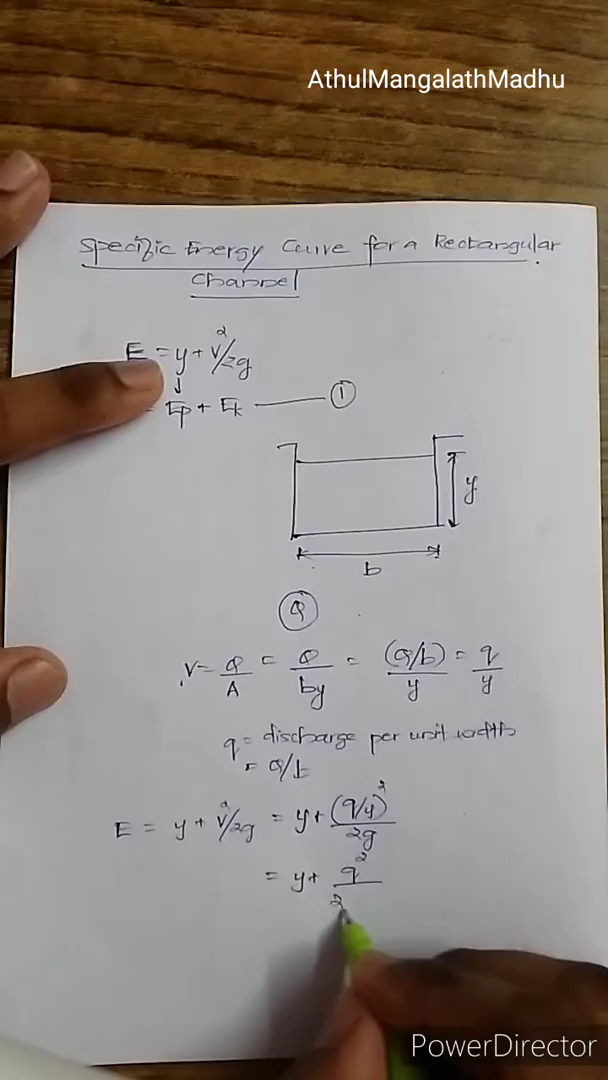 AthulMangalathMadhu
Specific Energy Curve for a Rectangular
Channel
E = y + v²/2g
↓
= Ep + Ek ——— ①
y
b
Q
V = Q/A = Q/by = (Q/b)/y = q/y
q = discharge per unit width
= Q/b
E = y + v²/2g = y + (q/y)²/2g
= y + q²/2
PowerDirector